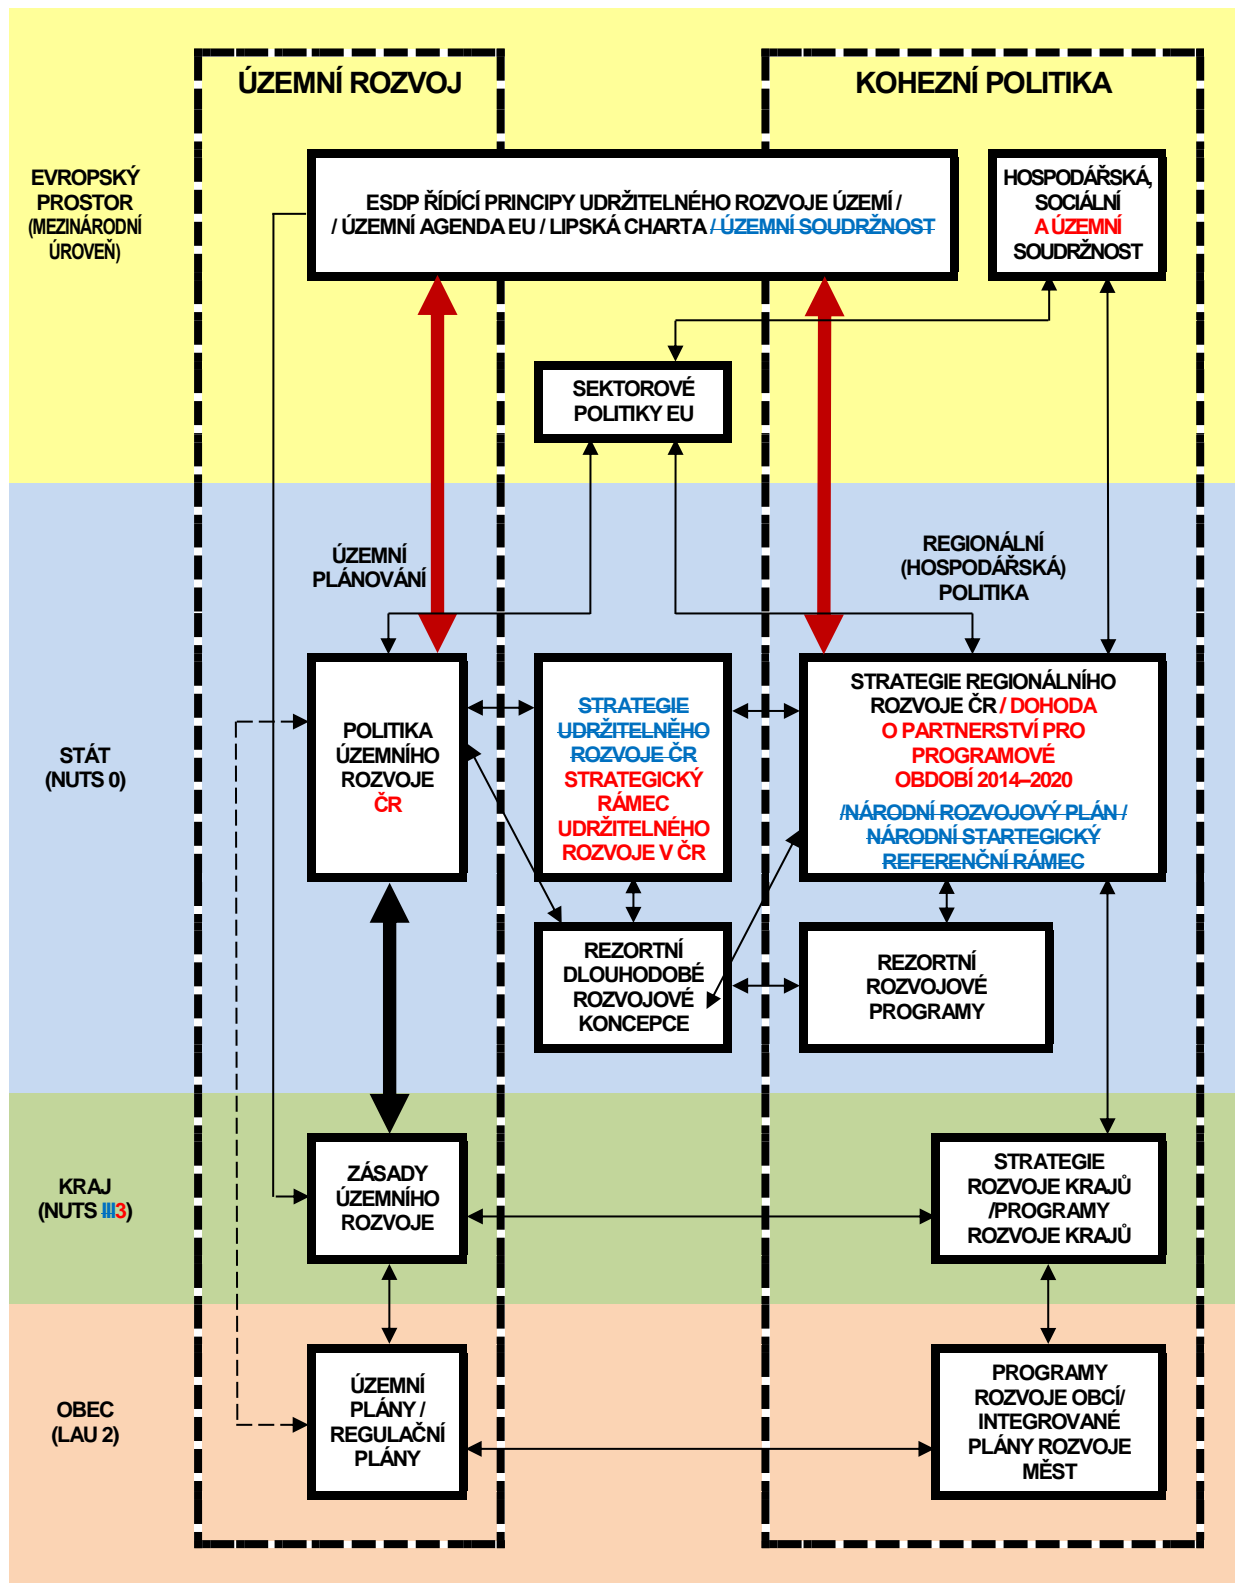 ÚZEMNÍ ROZVOJ
KOHEZNÍ POLITIKA
EVROPSKÝ
PROSTOR
(MEZINÁRODNÍ
ÚROVEŇ)
ESDP ŘÍDÍCÍ PRINCIPY UDRŽITELNÉHO ROZVOJE ÚZEMÍ /
/ ÚZEMNÍ AGENDA EU / LIPSKÁ CHARTA / ÚZEMNÍ SOUDRŽNOST
HOSPODÁŘSKÁ,
SOCIÁLNÍ
A ÚZEMNÍ
SOUDRŽNOST
SEKTOROVÉ
POLITIKY EU
ÚZEMNÍ
PLÁNOVÁNÍ
REGIONÁLNÍ
(HOSPODÁŘSKÁ)
POLITIKA
STÁT
(NUTS 0)
POLITIKA
ÚZEMNÍHO
ROZVOJE
ČR
STRATEGIE
UDRŽITELNĚHO
ROZVOJE ČR
STRATEGICKÝ
RÁMEC
UDRŽITELNÉHO
ROZVOJE V ČR
STRATEGIE REGIONÁLNÍHO
ROZVOJE ČR / DOHODA
O PARTNERSTVÍ PRO
PROGRAMOVÉ
OBDOBÍ 2014–2020
/NÁRODNÍ ROZVOJOVÝ PLÁN /
NÁRODNÍ STARTEGICKÝ
REFERENČNÍ RÁMEC
REZORTNÍ
DLOUHODOBÉ
ROZVOJOVÉ
KONCEPCE
REZORTNÍ
ROZVOJOVÉ
PROGRAMY
KRAJ
(NUTS III3)
ZÁSADY
ÚZEMNÍHO
ROZVOJE
STRATEGIE
ROZVOJE KRAJŮ
/PROGRAMY
ROZVOJE KRAJŮ
OBEC
(LAU 2)
ÚZEMNÍ
PLÁNY /
REGULAČNÍ
PLÁNY
PROGRAMY
ROZVOJE OBCÍ/
INTEGROVANÉ
PLÁNY ROZVOJE
MĚST